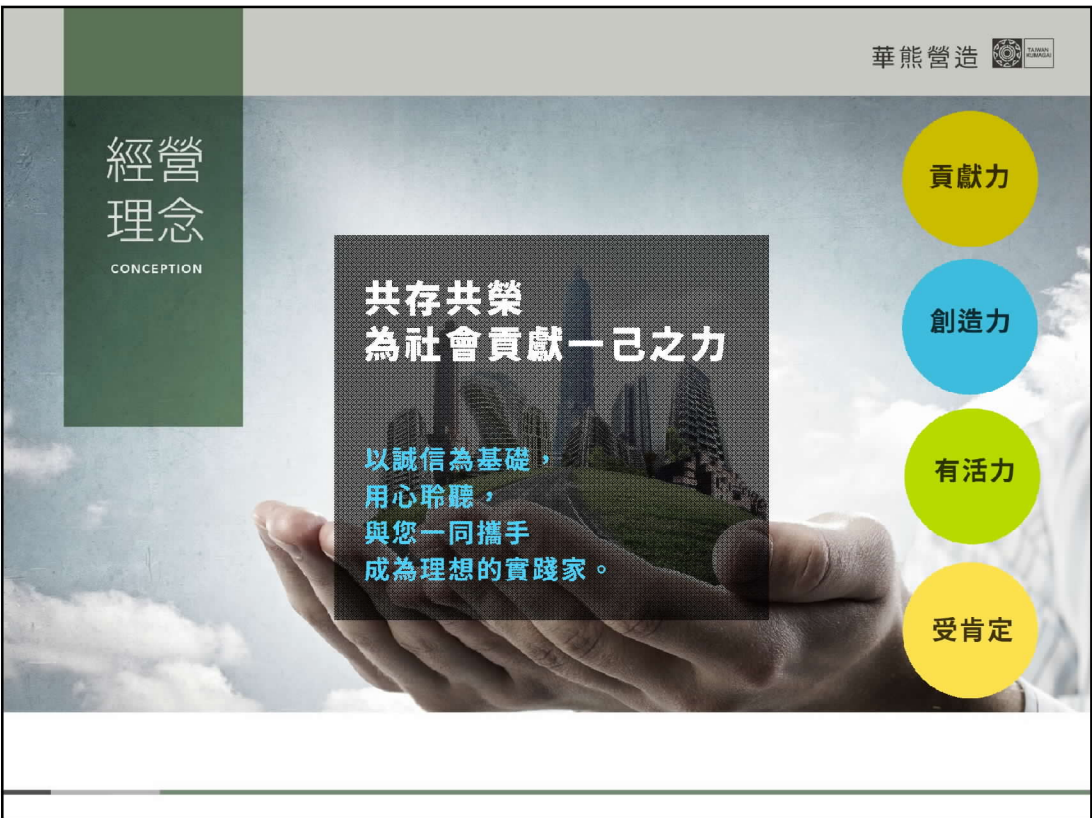 華熊營造
TAIWAN
KUMAGAI
經營
理念
CONCEPTION
共存共榮
為社會貢獻一己之力
以誠信為基礎，
用心聆聽，
與您一同攜手
成為理想的實踐家。
貢獻力
創造力
有活力
受肯定